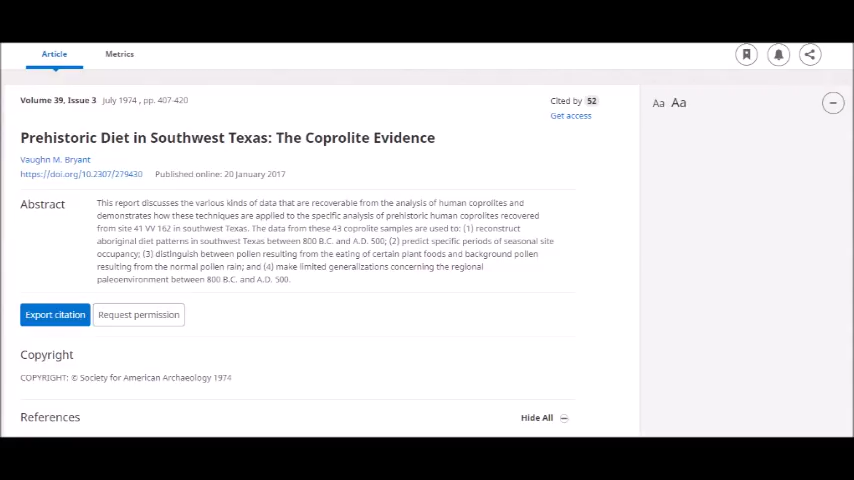 Article Metrics
Volume 39, Issue 3 July 1974 , pp. 407-420
Cited by 52
Get access
Aa Aa
Prehistoric Diet in Southwest Texas: The Coprolite Evidence
Vaughn M. Bryant
https://doi.org/10.2307/279430 Published online: 20 January 2017
Abstract
This report discusses the various kinds of data that are recoverable from the analysis of human coprolites and
demonstrates how these techniques are applied to the specific analysis of prehistoric human coprolites recovered
from site 41 VV 162 in southwest Texas. The data from these 43 coprolite samples are used to: (1) reconstruct
aboriginal diet patterns in southwest Texas between 800 B.C. and A.D. 500; (2) predict specific periods of seasonal site
occupancy; (3) distinguish between pollen resulting from the eating of certain plant foods and background pollen
resulting from the normal pollen rain; and (4) make limited generalizations concerning the regional
paleoenvironment between 800 B.C. and A.D. 500.
Export citation Request permission
Copyright
COPYRIGHT: © Society for American Archaeology 1974
References Hide All